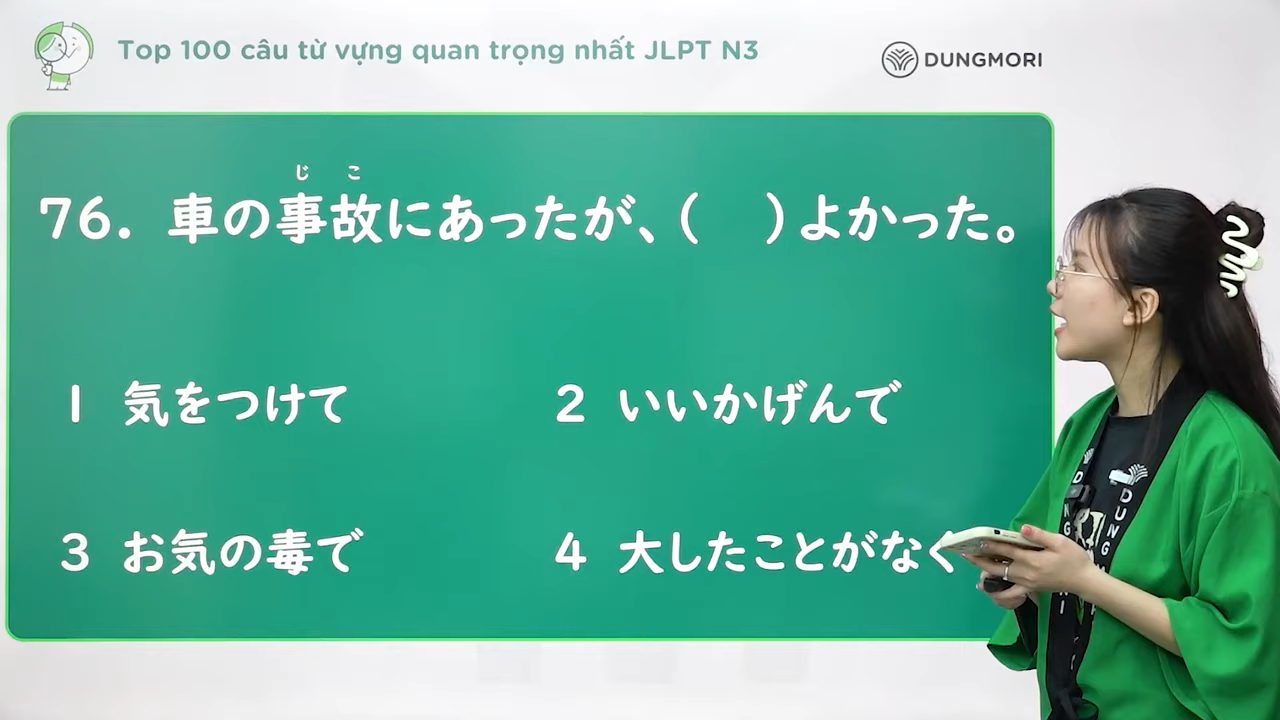 Top 100 câu từ vựng quan trọng nhất JLPT N3
DUNGMORI
じこ
76. 車の事故にあったが、( )よかった。
1 気をつけて
2 いいかげんで
3 お気の毒で
4 大したことがなく
DUNG